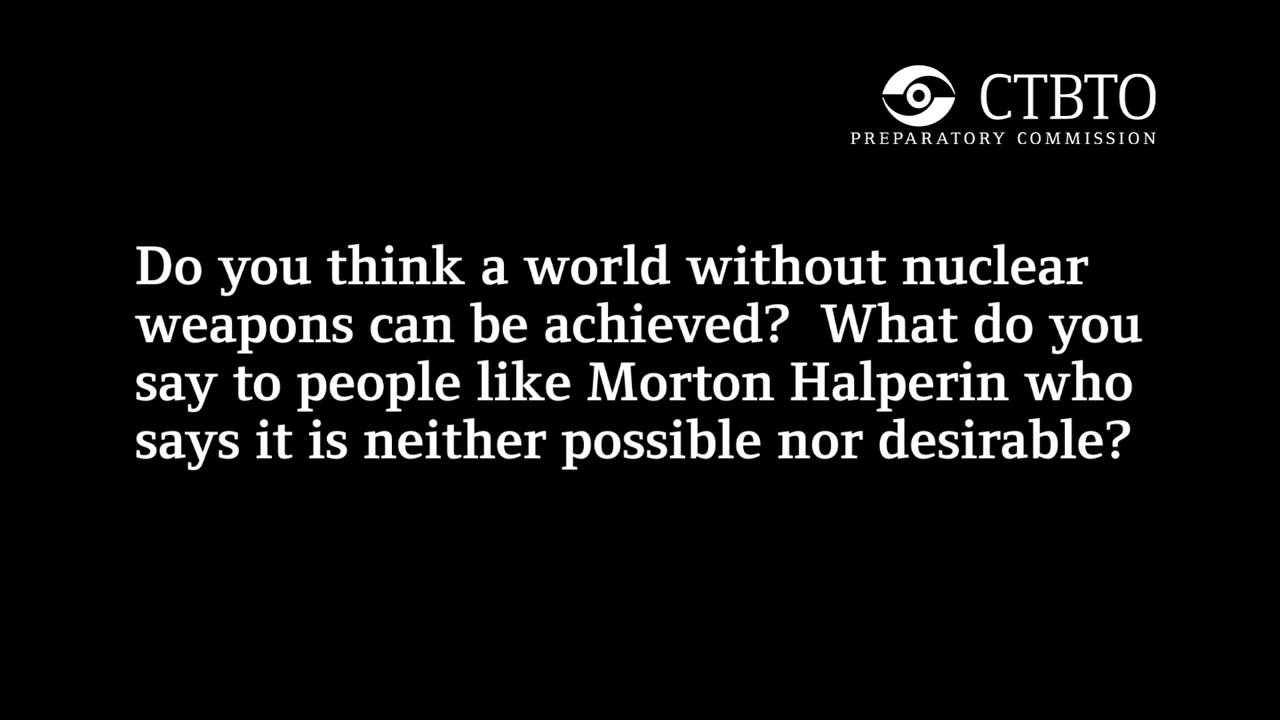 CTBTO
PREPARATORY COMMISSION
Do you think a world without nuclear
weapons can be achieved?  What do you
say to people like Morton Halperin who
says it is neither possible nor desirable?